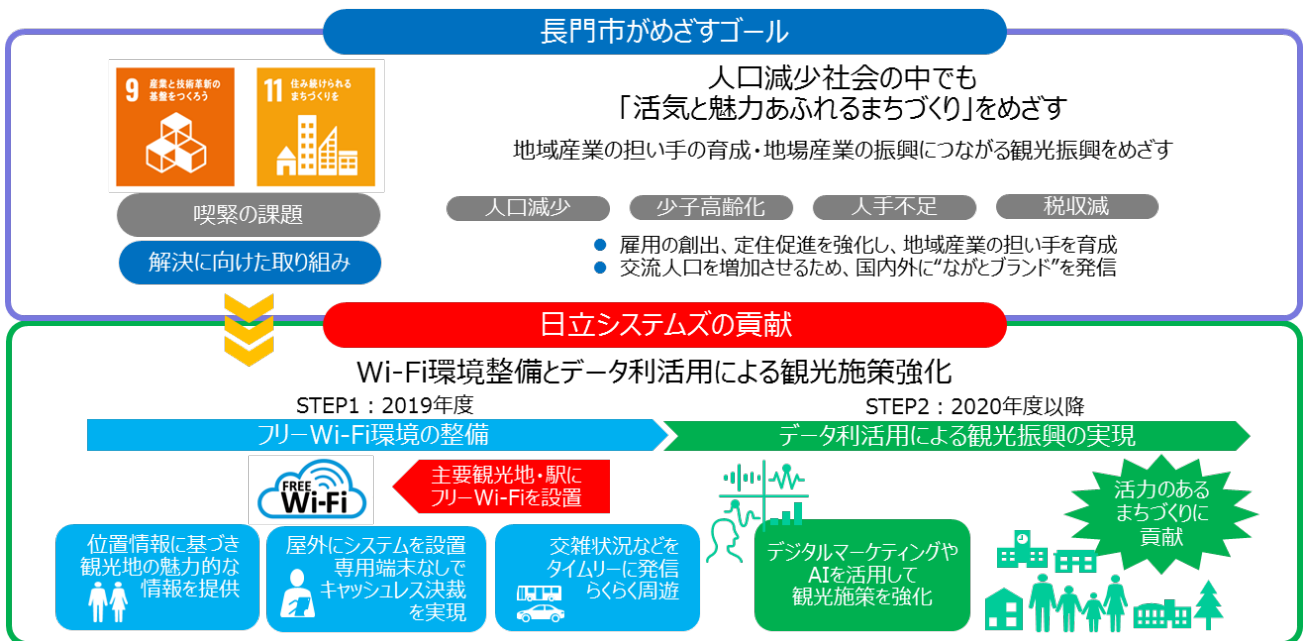 長門市がめざすゴール
9 産業と技術革新の
基盤をつくろう
11 住み続けられる
まちづくりを
人口減少社会の中でも
「活気と魅力あふれるまちづくり」をめざす
地域産業の担い手の育成・地場産業の振興につながる観光振興をめざす
喫緊の課題
人口減少
少子高齢化
人手不足
税収減
解決に向けた取り組み
● 雇用の創出、定住促進を強化し、地域産業の担い手を育成
● 交流人口を増加させるため、国内外に“ながとブランド”を発信
日立システムズの貢献
Wi-Fi環境整備とデータ利活用による観光施策強化
STEP1：2019年度
STEP2：2020年度以降
フリーWi-Fi環境の整備
データ利活用による観光振興の実現
FREE
Wi-Fi
主要観光地・駅に
フリーWi-Fiを設置
位置情報に基づき
観光地の魅力的な
情報を提供
屋外にシステムを設置
専用端末なしで
キャッシュレス決裁
を実現
交雑状況などを
タイムリーに発信
らくらく周遊
デジタルマーケティングや
AIを活用して
観光施策を強化
活力のある
まちづくりに
貢献